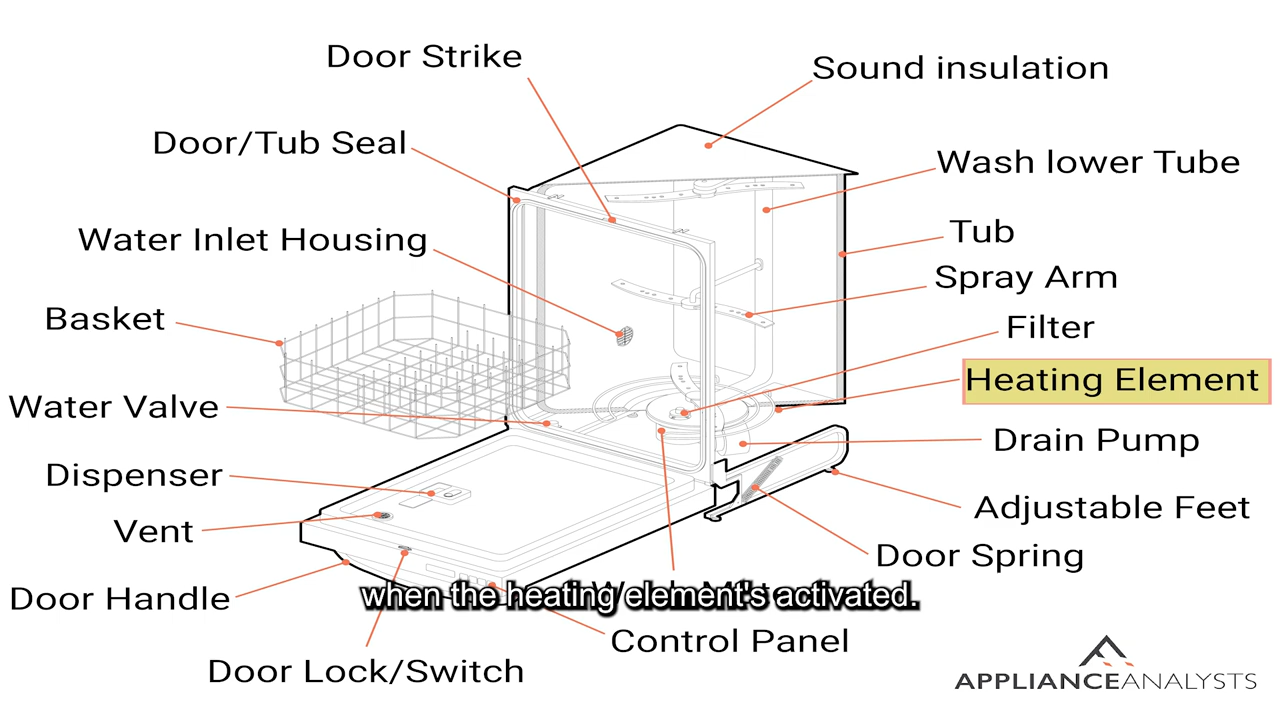 Door Strike
Sound insulation
Door/Tub Seal
Wash lower Tube
Water Inlet Housing
Tub
Spray Arm
Basket
Filter
Heating Element
Water Valve
Drain Pump
Dispenser
Adjustable Feet
Vent
Door Spring
Door Handle
when the heating element's activated.
Control Panel
Door Lock/Switch
APPLIANCEANALYSTS